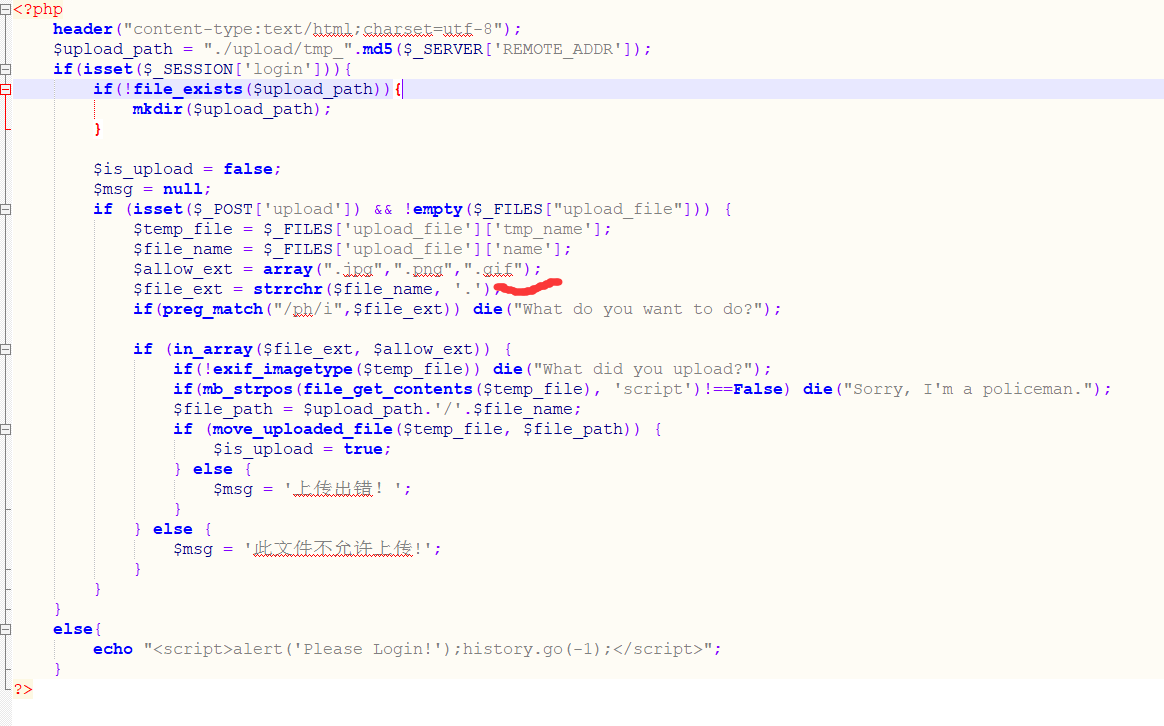 <?php
header("content-type:text/html;charset=utf-8");
$upload_path = "./upload/tmp_".md5($_SERVER['REMOTE_ADDR']);
if(isset($_SESSION['login'])){
if(!file_exists($upload_path)){
mkdir($upload_path);
}
$is_upload = false;
$msg = null;
if (isset($_POST['upload']) && !empty($_FILES["upload_file"])) {
$temp_file = $_FILES['upload_file']['tmp_name'];
$file_name = $_FILES['upload_file']['name'];
$allow_ext = array(".jpg",".png",".gif");
$file_ext = strrchr($file_name, '.');
if(preg_match("/ph/i",$file_ext)) die("What do you want to do?");
if (in_array($file_ext, $allow_ext)) {
if(!exif_imagetype($temp_file)) die("What did you upload?");
if(mb_strpos(file_get_contents($temp_file), 'script')!==False) die("Sorry, I'm a policeman.");
$file_path = $upload_path.'/'.$file_name;
if (move_uploaded_file($temp_file, $file_path)) {
$is_upload = true;
} else {
$msg = '上传出错! ';
}
} else {
$msg = '此文件不允许上传!';
}
}
}
else{
echo "<script>alert('Please Login!');history.go(-1);</script>";
}
?>